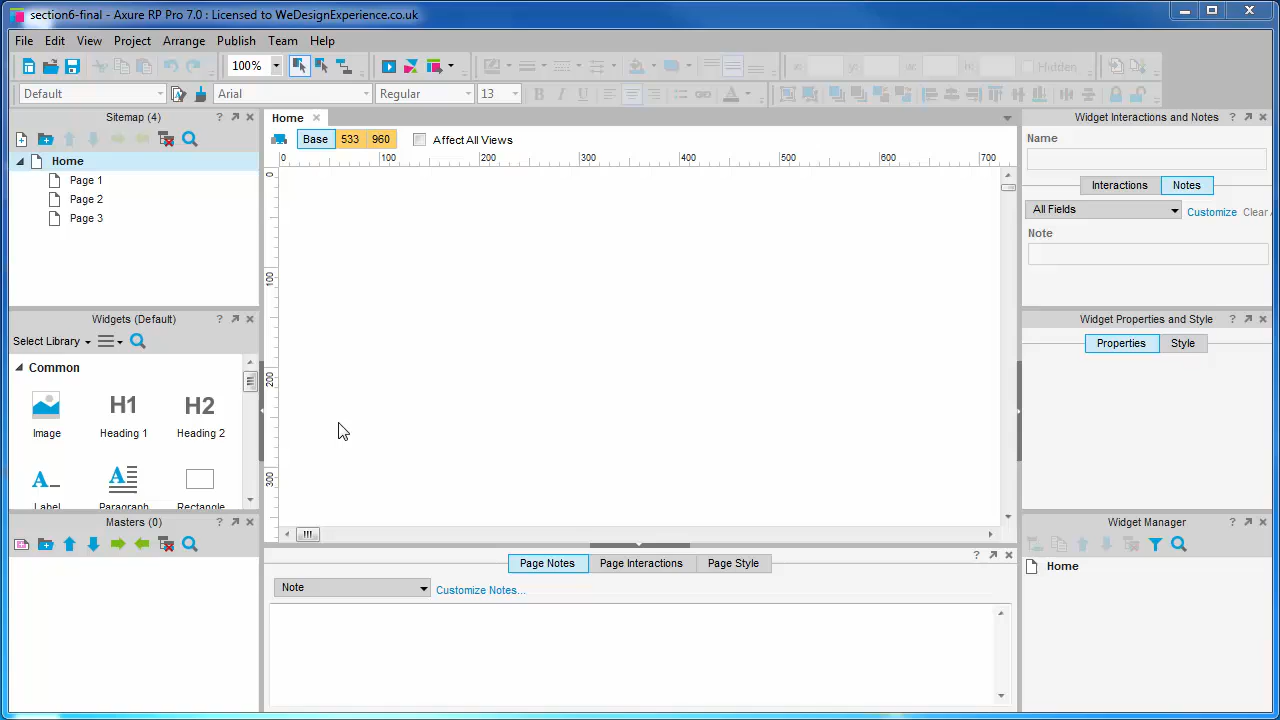 section6-final - Axure RP Pro 7.0 : Licensed to WeDesignExperience.co.uk
File Edit View Project Arrange Publish Team Help
100% Hidden
Default Arial Regular 13 B I U
Sitemap (4) ?
Home
Page 1
Page 2
Page 3
Widgets (Default) ?
Select Library
Common
Image H1 Heading 1 H2 Heading 2
Label Paragraph Rectangle
Masters (0) ?
Home
Base 533 960 Affect All Views
0 100 200 300 400 500 600 700
0
100
200
300
Page Notes Page Interactions Page Style ?
Note Customize Notes...
Widget Interactions and Notes ?
Name
Interactions Notes
All Fields Customize Clear
Note
Widget Properties and Style ?
Properties Style
Widget Manager ?
Home